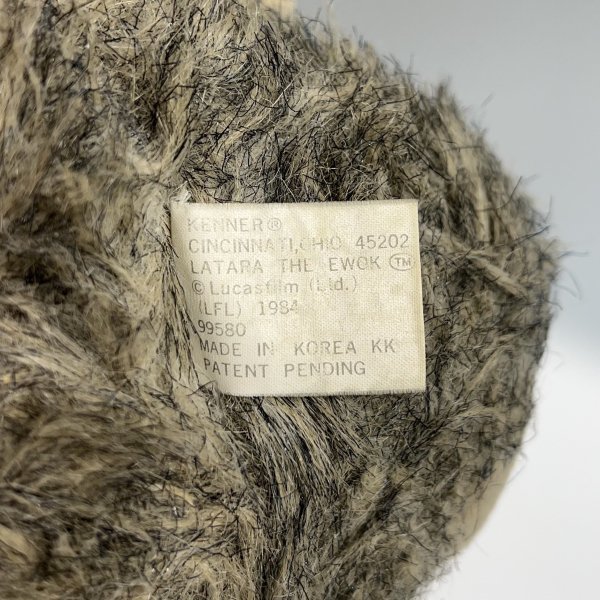 KENNER®
CINCINNATI, OHIO 45202
LATARA THE EWOK ™
© Lucasfilm (Ltd.)
(LFL) 1984
99580
MADE IN KOREA KK
PATENT PENDING